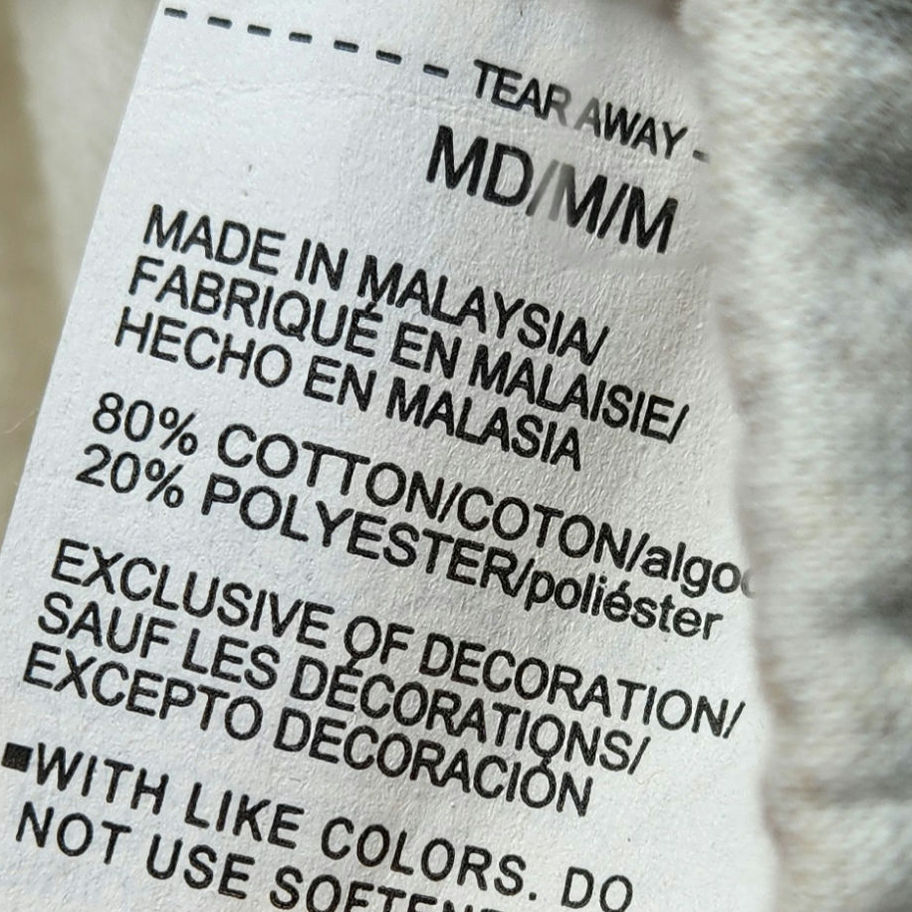 TEAR AWAY -
MD/M/M
MADE IN MALAYSIA/
FABRIQUÉ EN MALAISIE/
HECHO EN MALASIA
80% COTTON/COTON/algo
20% POLYESTER/poliéster
EXCLUSIVE OF DECORATION/
SAUF LES DÉCORATIONS/
EXCEPTO DECORACIÓN
■WITH LIKE COLORS. DO
NOT USE